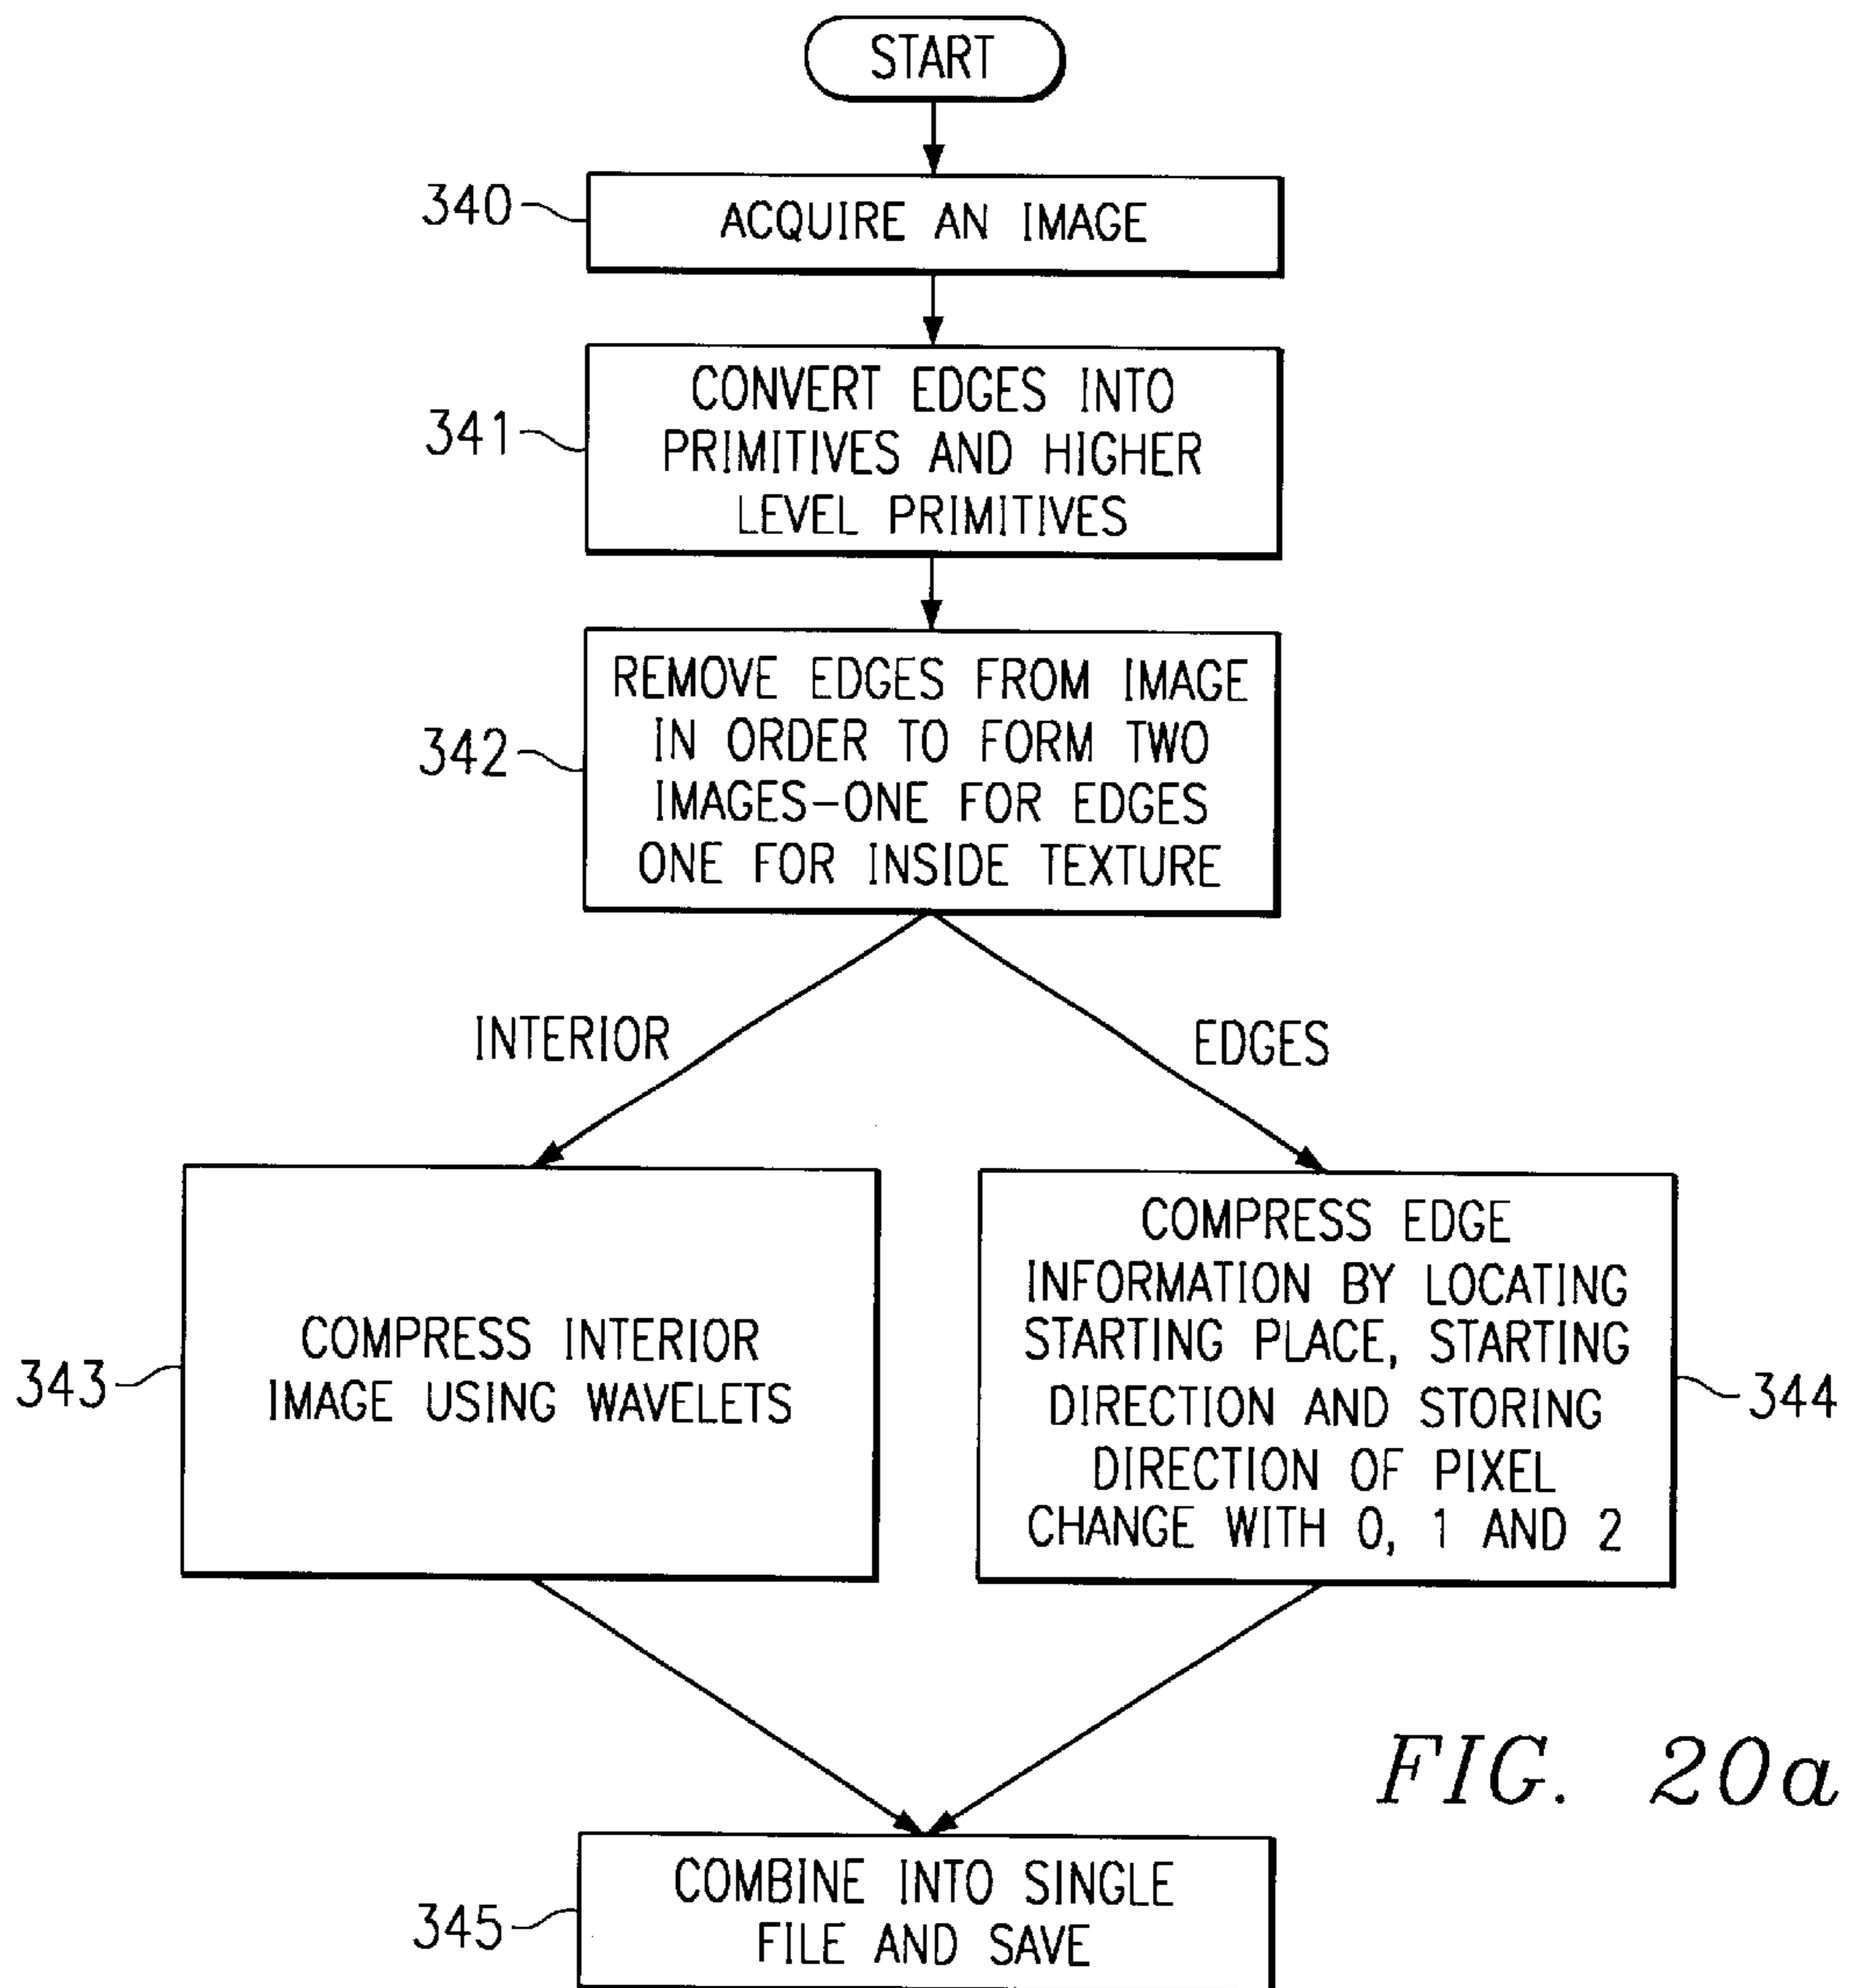 START
340
ACQUIRE AN IMAGE
341
CONVERT EDGES INTO
PRIMITIVES AND HIGHER
LEVEL PRIMITIVES
342
REMOVE EDGES FROM IMAGE
IN ORDER TO FORM TWO
IMAGES-ONE FOR EDGES
ONE FOR INSIDE TEXTURE
INTERIOR
EDGES
343
COMPRESS INTERIOR
IMAGE USING WAVELETS
COMPRESS EDGE
INFORMATION BY LOCATING
STARTING PLACE, STARTING
DIRECTION AND STORING
DIRECTION OF PIXEL
CHANGE WITH 0, 1 AND 2
344
FIG. 20a
345
COMBINE INTO SINGLE
FILE AND SAVE